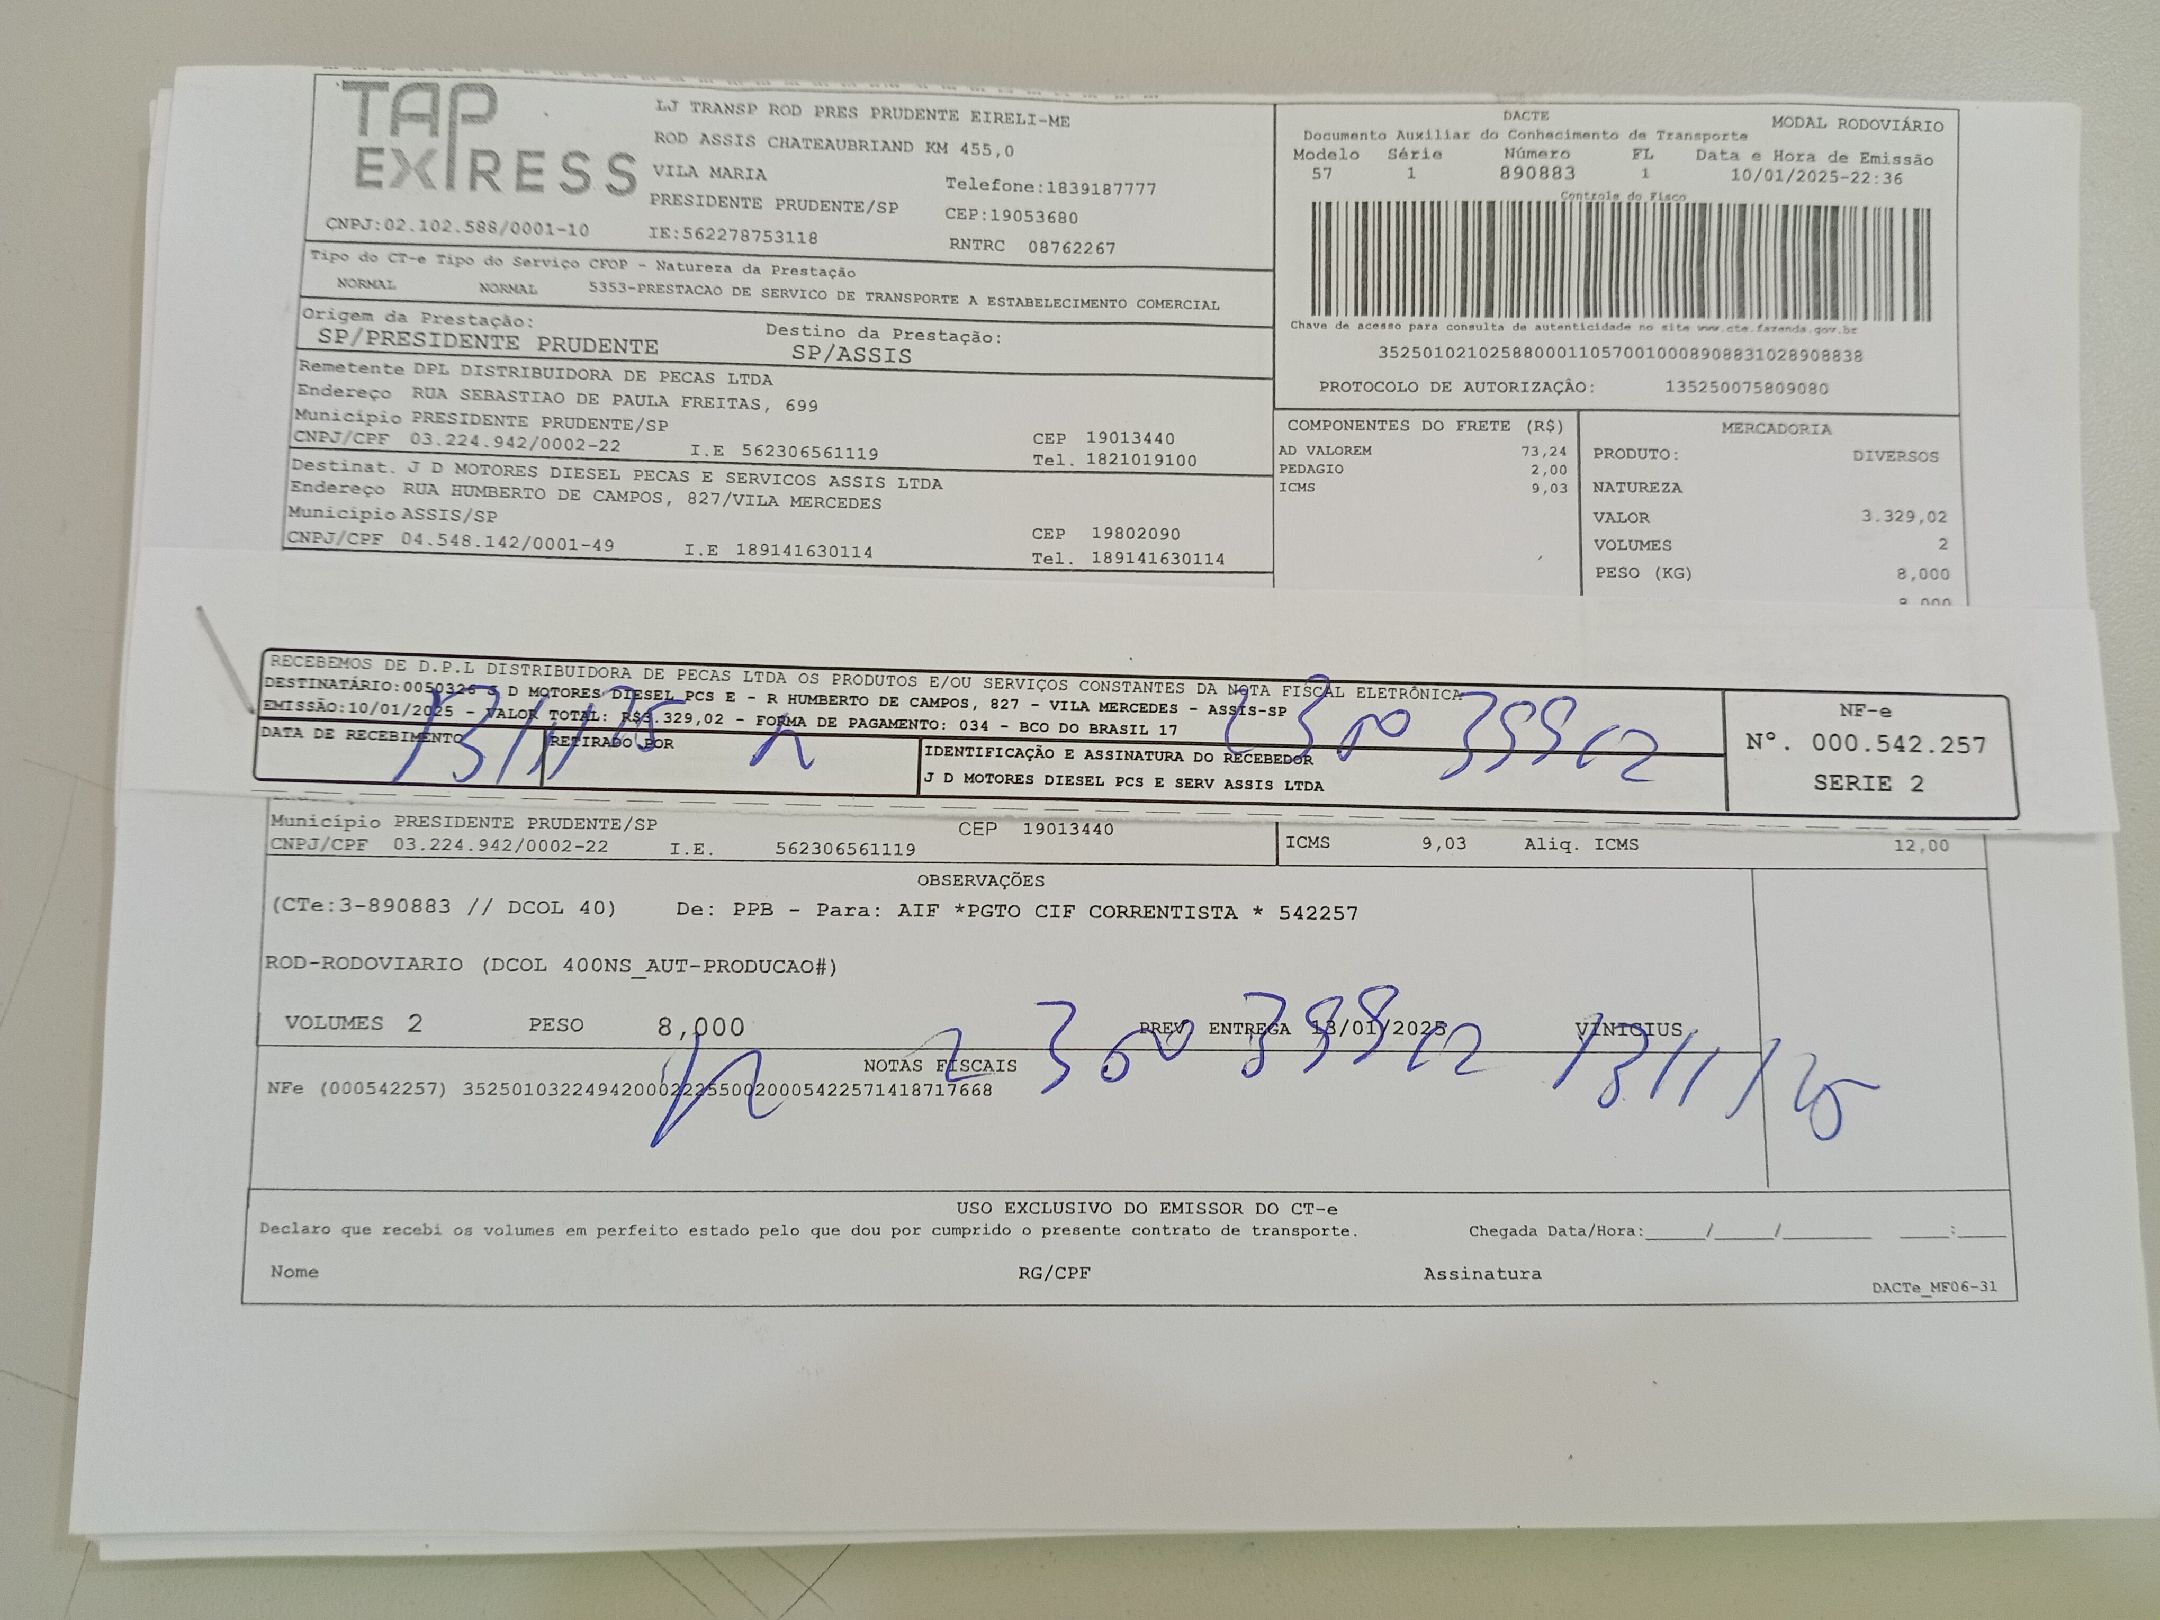 TAP EXPRESS
LJ TRANSP ROD PRES PRUDENTE EIRELI-ME
ROD ASSIS CHATEAUBRIAND KM 455,0
VILA MARIA
Telefone:1839187777
PRESIDENTE PRUDENTE/SP
CEP:19053680
CNPJ:02.102.588/0001-10 IE:562278753118 RNTRC 08762267
DACTE
MODAL RODOVIÁRIO
Documento Auxiliar do Conhecimento de Transporte
Modelo Série Número FL Data e Hora de Emissão
57 1 890883 1 10/01/2025-22:36
Controle do Fisco
Chave de acesso para consulta de autenticidade no site www.cte.fazenda.gov.br
35250102102588000110570010008908831028908838
PROTOCOLO DE AUTORIZAÇÃO: 135250075809080
Tipo do CT-e Tipo do Serviço CFOP - Natureza da Prestação
NORMAL NORMAL 5353-PRESTACAO DE SERVICO DE TRANSPORTE A ESTABELECIMENTO COMERCIAL
Origem da Prestação: Destino da Prestação:
SP/PRESIDENTE PRUDENTE SP/ASSIS
Remetente DPL DISTRIBUIDORA DE PECAS LTDA
Endereço RUA SEBASTIAO DE PAULA FREITAS, 699
Município PRESIDENTE PRUDENTE/SP CEP 19013440
CNPJ/CPF 03.224.942/0002-22 I.E 562306561119 Tel. 1821019100
Destinat. J D MOTORES DIESEL PECAS E SERVICOS ASSIS LTDA
Endereço RUA HUMBERTO DE CAMPOS, 827/VILA MERCEDES
Município ASSIS/SP CEP 19802090
CNPJ/CPF 04.548.142/0001-49 I.E 189141630114 Tel. 189141630114
COMPONENTES DO FRETE (R$)
AD VALOREM 73,24
PEDAGIO 2,00
ICMS 9,03
MERCADORIA
PRODUTO: DIVERSOS
NATUREZA
VALOR 3.329,02
VOLUMES 2
PESO (KG) 8,000
RECEBEMOS DE D.P.L DISTRIBUIDORA DE PECAS LTDA OS PRODUTOS E/OU SERVIÇOS CONSTANTES DA NOTA FISCAL ELETRÔNICA
DESTINATÁRIO:0050326 J D MOTORES DIESEL PCS E - R HUMBERTO DE CAMPOS, 827 - VILA MERCEDES - ASSIS-SP
EMISSÃO:10/01/2025 - VALOR TOTAL: R$3.329,02 - FORMA DE PAGAMENTO: 034 - BCO DO BRASIL 17
DATA DE RECEBIMENTO RETIRADO POR IDENTIFICAÇÃO E ASSINATURA DO RECEBEDOR
13/1/25
J D MOTORES DIESEL PCS E SERV ASSIS LTDA
NF-e
Nº. 000.542.257
SERIE 2
Município PRESIDENTE PRUDENTE/SP CEP 19013440
CNPJ/CPF 03.224.942/0002-22 I.E. 562306561119
ICMS 9,03 Aliq. ICMS 12,00
OBSERVAÇÕES
(CTe:3-890883 // DCOL 40) De: PPB - Para: AIF *PGTO CIF CORRENTISTA * 542257
ROD-RODOVIARIO (DCOL 400NS_AUT-PRODUCAO#)
VOLUMES 2 PESO 8,000 PREV ENTREGA 13/01/2025 VINICIUS
13/1/25
NOTAS FISCAIS
NFe (000542257) 35250103224942000222550020005422571418717668
USO EXCLUSIVO DO EMISSOR DO CT-e
Declaro que recebi os volumes em perfeito estado pelo que dou por cumprido o presente contrato de transporte. Chegada Data/Hora:_____/_____/_______ ____:____
Nome RG/CPF Assinatura
DACTe_MF06-31